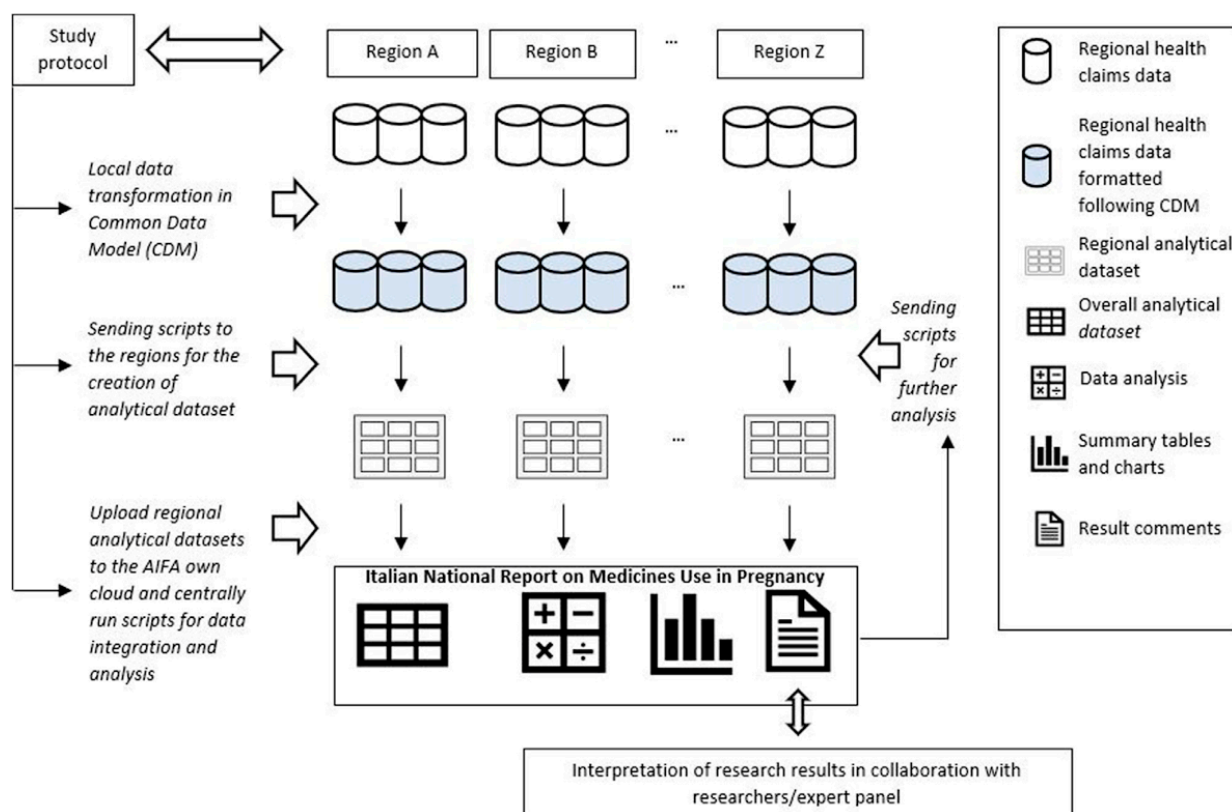 Study
protocol
Region A
Region B
...
Region Z
Local data
transformation in
Common Data
Model (CDM)
...
...
Sending scripts to
the regions for the
creation of
analytical dataset
Sending
scripts
for
further
analysis
...
Upload regional
analytical datasets
to the AIFA own
cloud and centrally
run scripts for data
integration and
analysis
Italian National Report on Medicines Use in Pregnancy
Interpretation of research results in collaboration with
researchers/expert panel
Regional health
claims data
Regional health
claims data
formatted
following CDM
Regional analytical
dataset
Overall analytical
dataset
Data analysis
Summary tables
and charts
Result comments